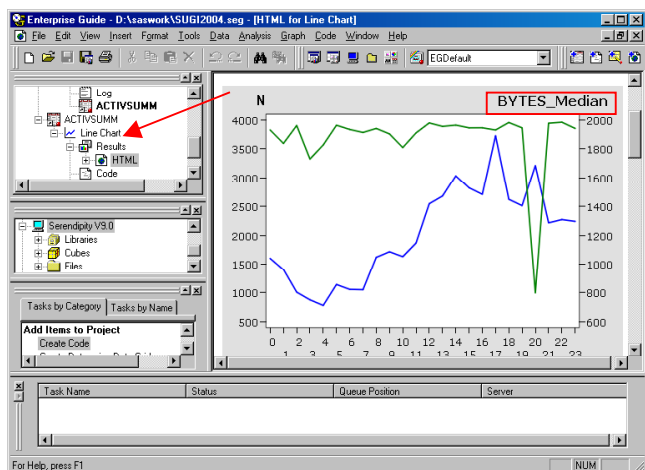 Enterprise Guide - D:\saswork\SUGI2004.seg - [HTML for Line Chart]
File Edit View Insert Format Tools Data Analysis Graph Code Window Help
EGDefault
Log
ACTIVSUMM
ACTIVSUMM
Line Chart
Results
HTML
Code
Serendipity V9.0
Libraries
Cubes
Files
Tasks by Category Tasks by Name
Add Items to Project
Create Code
N BYTES_Median
4000 2000
3500 1800
3000 1600
2500 1400
2000 1200
1500 1000
1000 800
500 600
0 2 4 6 8 10 12 14 16 18 20 22
1 3 5 7 9 11 13 15 17 19 21 23
Task Name Status Queue Position Server
For Help, press F1 NUM